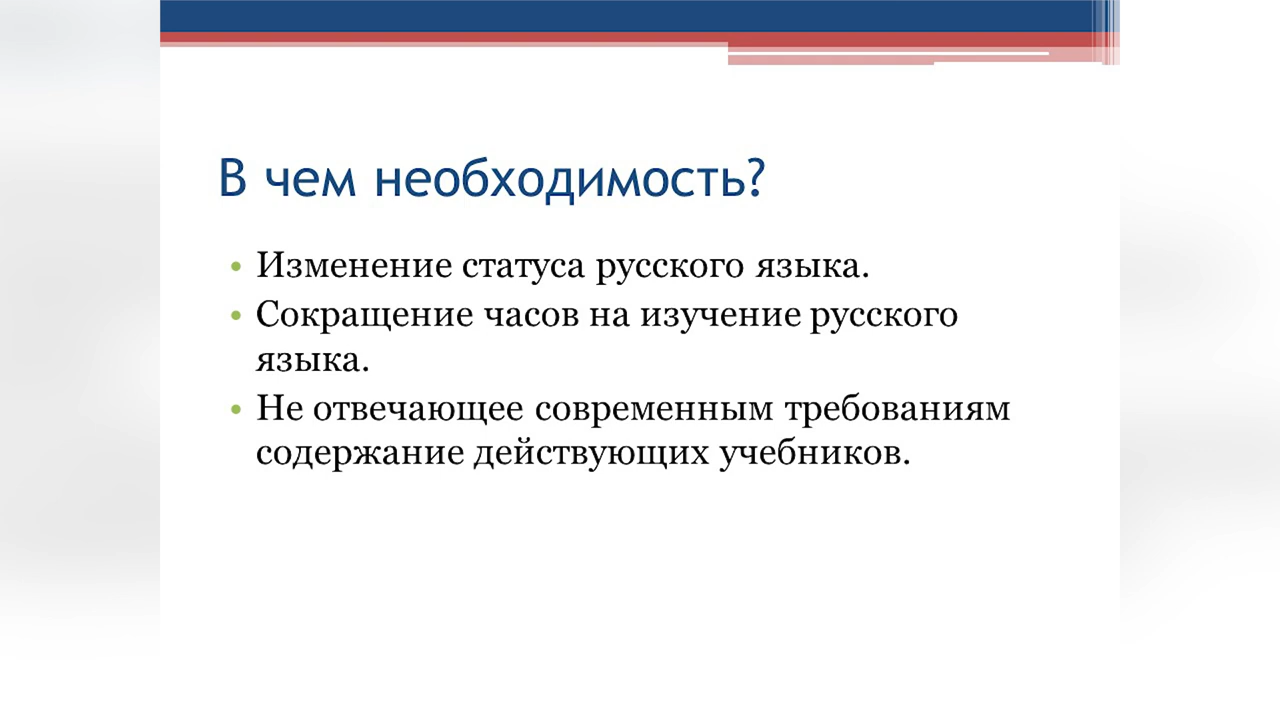 В чем необходимость?
• Изменение статуса русского языка.
• Сокращение часов на изучение русского
языка.
• Не отвечающее современным требованиям
содержание действующих учебников.